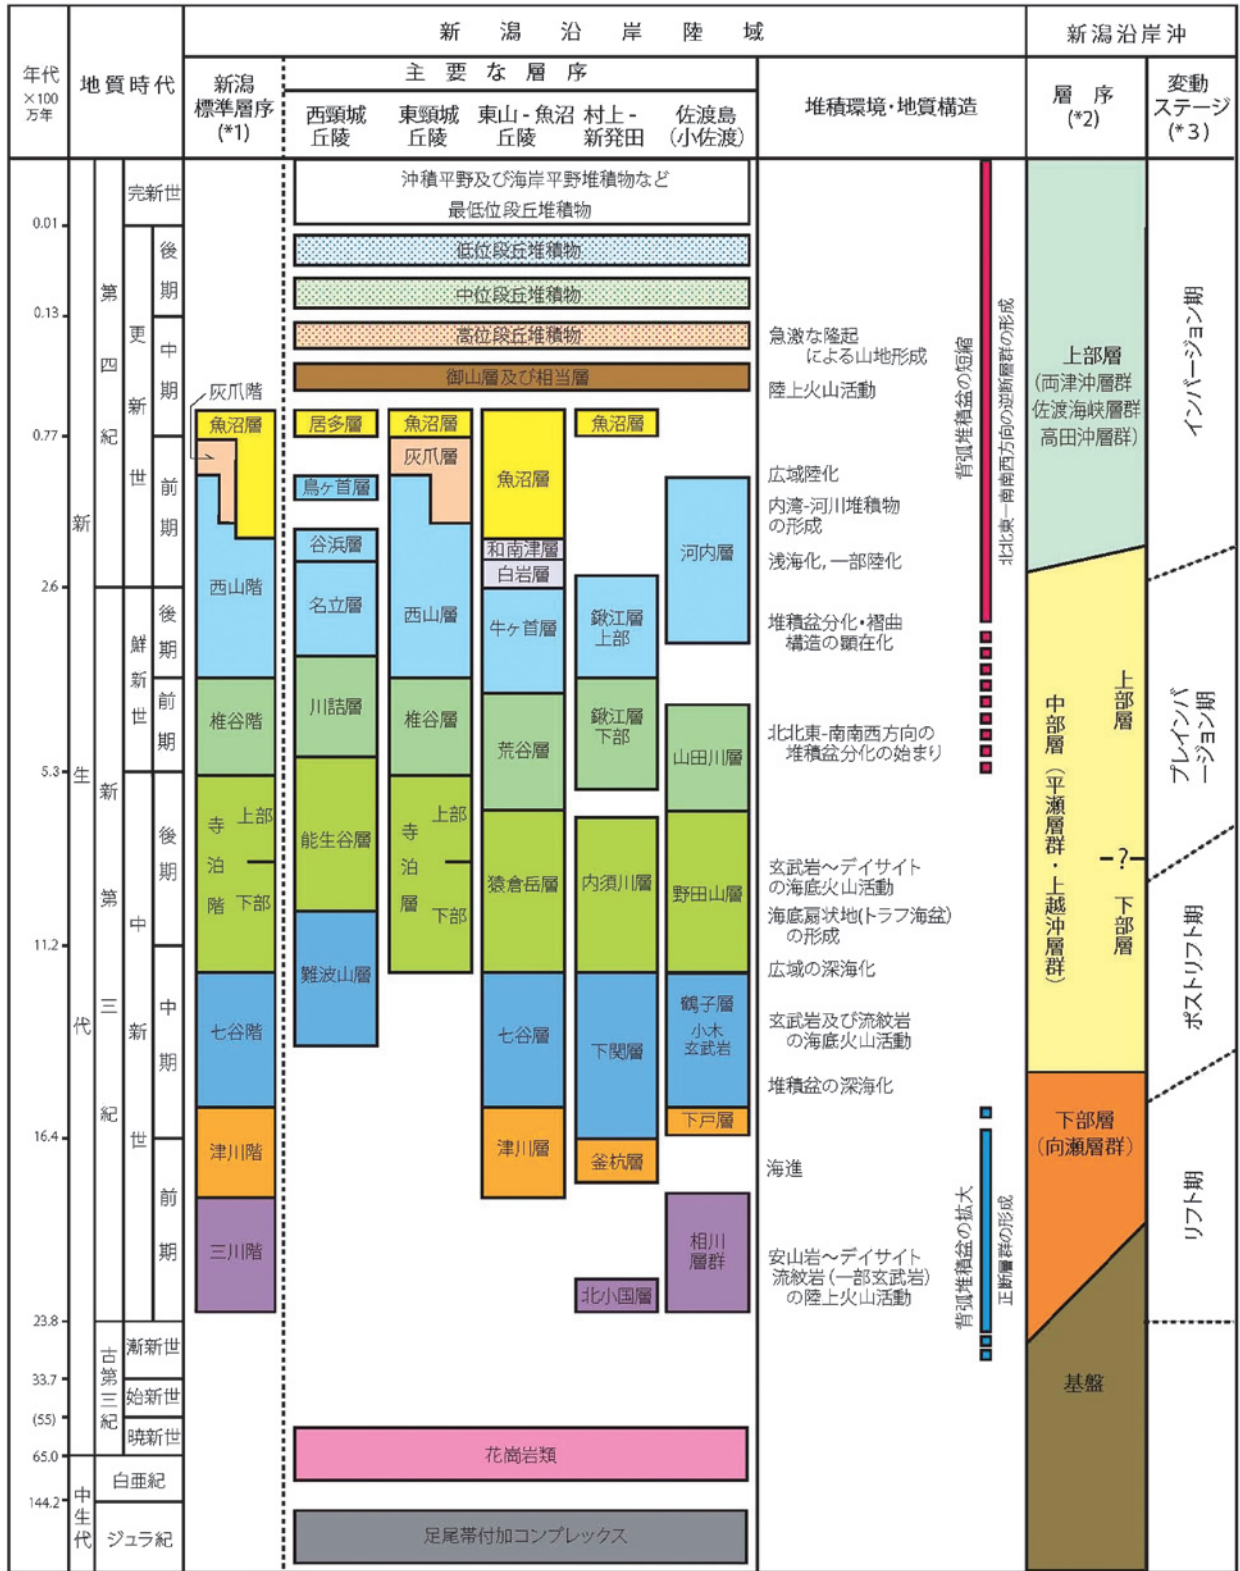 新潟沿岸陸域
新潟沿岸沖
年代
×100
万年
地質時代
新潟
標準層序
(*1)
主要な層序
西頸城
丘陵
東頸城
丘陵
東山-魚沼
丘陵
村上-
新発田
佐渡島
(小佐渡)
堆積環境・地質構造
層序
(*2)
変動
ステージ
(*3)
0.01
0.13
0.77
2.6
5.3
11.2
16.4
23.8
33.7
(55)
65.0
144.2
新生代
中生代
第四紀
新第三紀
古第三紀
白亜紀
ジュラ紀
完新世
更新世
後期
中期
前期
鮮新世
後期
前期
中新世
後期
中期
前期
漸新世
始新世
暁新世
灰爪階
魚沼層
西山階
椎谷階
寺泊階
上部
下部
七谷階
津川階
三川階
沖積平野及び海岸平野堆積物など
最低位段丘堆積物
低位段丘堆積物
中位段丘堆積物
高位段丘堆積物
御山層及び相当層
居多層
鳥ヶ首層
谷浜層
名立層
川詰層
能生谷層
難波山層
魚沼層
灰爪層
西山層
椎谷層
寺泊層
上部
下部
魚沼層
和南津層
白岩層
牛ヶ首層
荒谷層
猿倉岳層
七谷層
津川層
魚沼層
鍬江層
上部
鍬江層
下部
内須川層
下関層
釜杭層
北小国層
河内層
山田川層
野田山層
鶴子層
小木
玄武岩
下戸層
相川
層群
花崗岩類
足尾帯付加コンプレックス
急激な隆起
による山地形成
陸上火山活動
広域陸化
内湾-河川堆積物
の形成
浅海化,一部陸化
堆積盆分化・褶曲
構造の顕在化
北北東-南南西方向の
堆積盆分化の始まり
玄武岩～デイサイト
の海底火山活動
海底扇状地(トラフ海盆)
の形成
広域の深海化
玄武岩及び流紋岩
の海底火山活動
堆積盆の深海化
海進
安山岩～デイサイト
流紋岩(一部玄武岩)
の陸上火山活動
背弧堆積盆の短縮
北北東―南南西方向の逆断層群の形成
背弧堆積盆の拡大
正断層群の形成
上部層
(両津沖層群
佐渡海峡層群
高田沖層群)
中部層(平瀬層群・上越沖層群)
上部層
?
下部層
下部層
(向瀬層群)
基盤
インバージョン期
プレインバ
ージョン期
ポストリフト期
リフト期